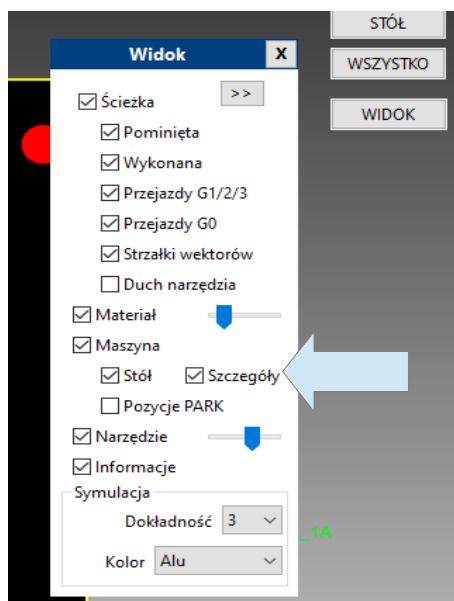 STÓŁ
Widok X
WSZYSTKO
Ścieżka >>
WIDOK
Pominięta
Wykonana
Przejazdy G1/2/3
Przejazdy G0
Strzałki wektorów
Duch narzędzia
Materiał
Maszyna
Stół Szczegóły
Pozycje PARK
Narzędzie
Informacje
Symulacja
Dokładność 3
_1A
Kolor Alu